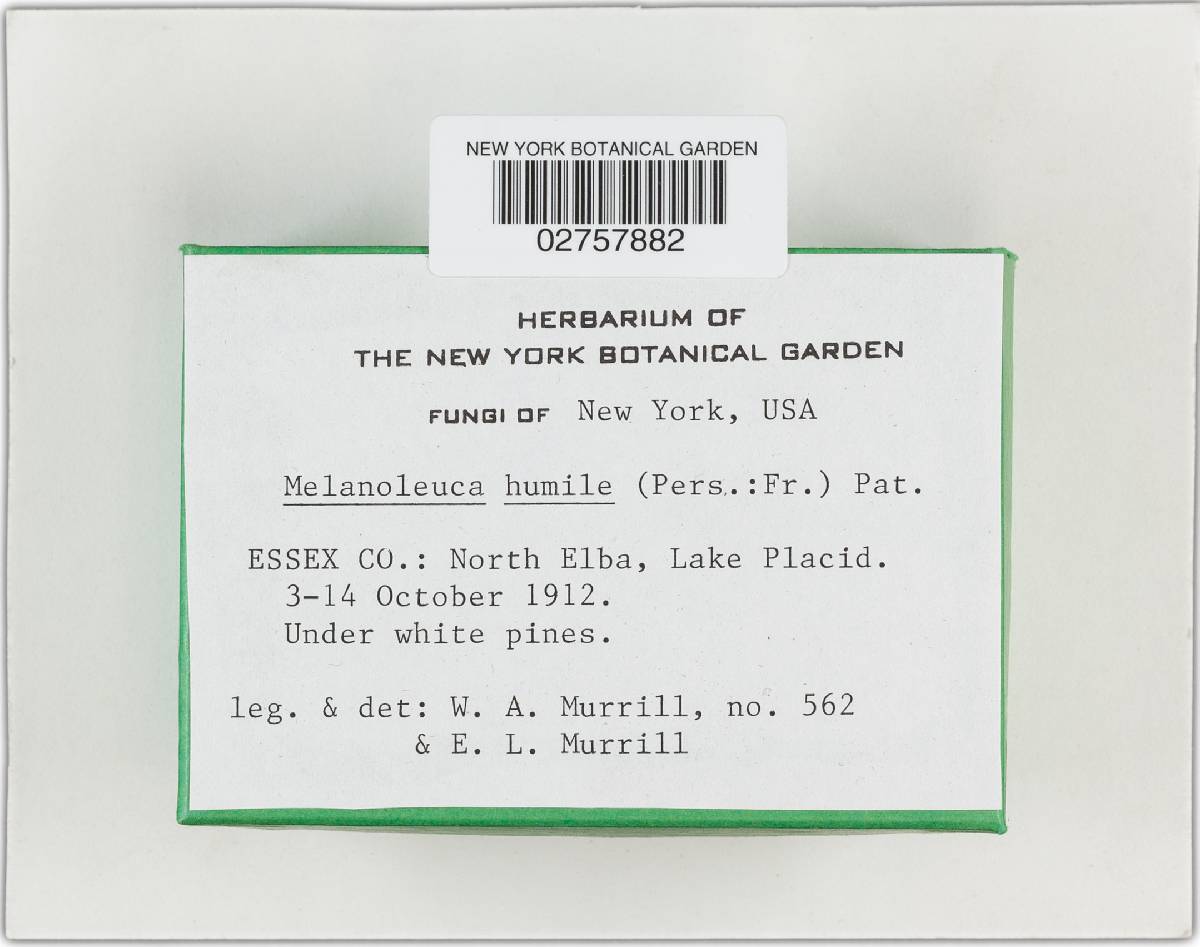 NEW YORK BOTANICAL GARDEN
02757882
HERBARIUM OF
THE NEW YORK BOTANICAL GARDEN
FUNGI OF New York, USA
Melanoleuca humile (Pers.:Fr.) Pat.
ESSEX CO.: North Elba, Lake Placid.
3-14 October 1912.
Under white pines.
leg. & det: W. A. Murrill, no. 562
& E. L. Murrill